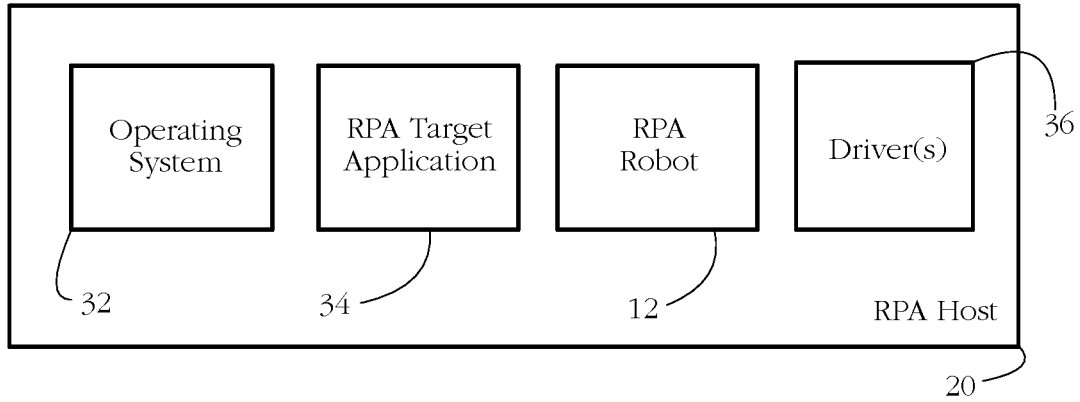 Operating
System
RPA Target
Application
RPA
Robot
Driver(s)
36
32
34
12
RPA Host
20